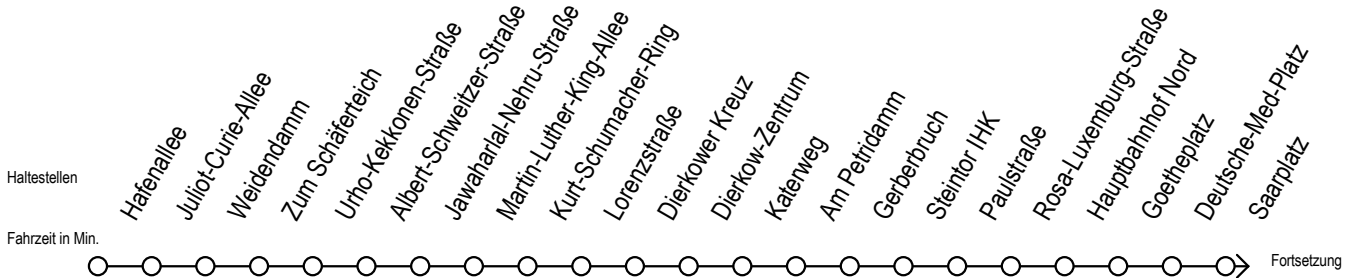 Haltestellen
Hafenallee
Juliot-Curie-Allee
Weidendamm
Zum Schäferteich
Urho-Kekkonen-Straße
Albert-Schweitzer-Straße
Jawaharlal-Nehru-Straße
Martin-Luther-King-Allee
Kurt-Schumacher-Ring
Lorenzstraße
Dierkower Kreuz
Dierkow-Zentrum
Katerweg
Am Petridamm
Gerberbruch
Steintor IHK
Paulstraße
Rosa-Luxemburg-Straße
Hauptbahnhof Nord
Goetheplatz
Deutsche-Med-Platz
Saarplatz
Fahrzeit in Min.
Fortsetzung